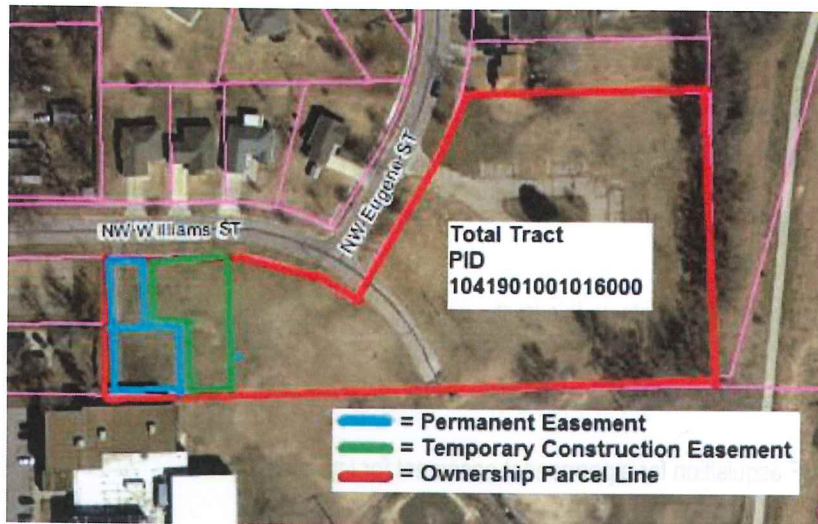 NW Williams ST
NW Eugene ST
Total Tract
PID
1041901001016000
= Permanent Easement
= Temporary Construction Easement
= Ownership Parcel Line